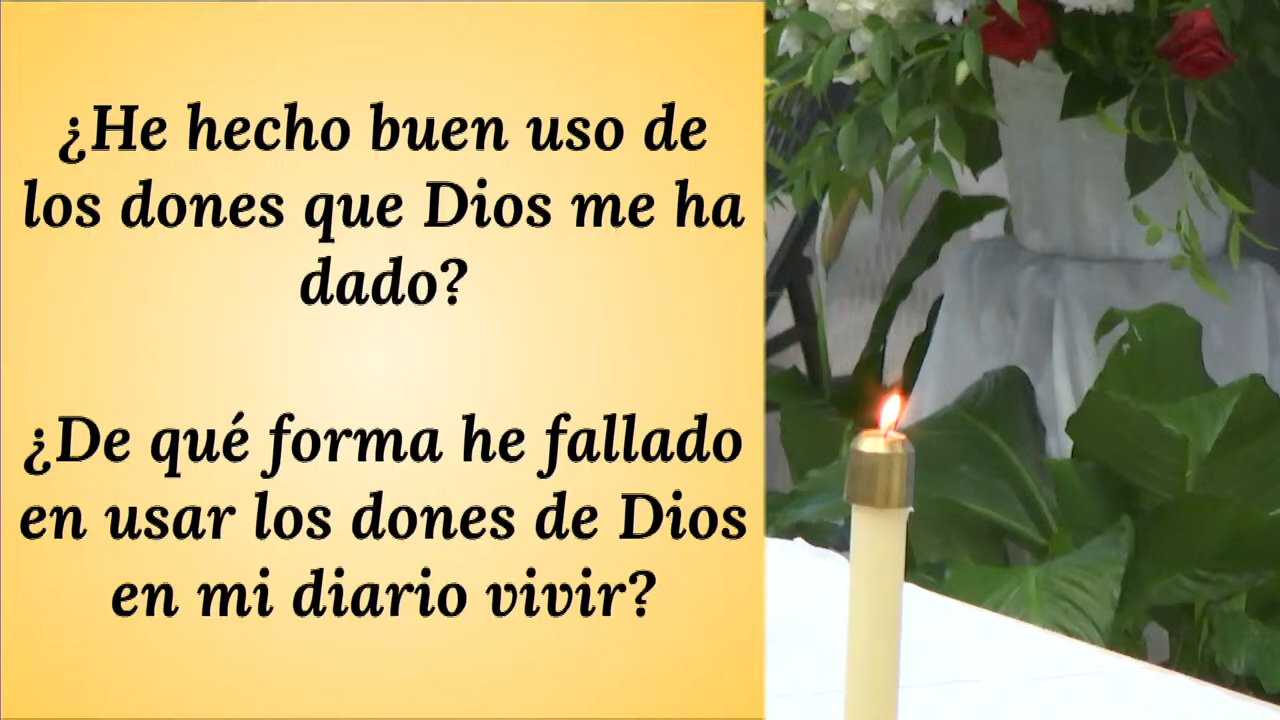 ¿He hecho buen uso de
los dones que Dios me ha
dado?
¿De qué forma he fallado
en usar los dones de Dios
en mi diario vivir?